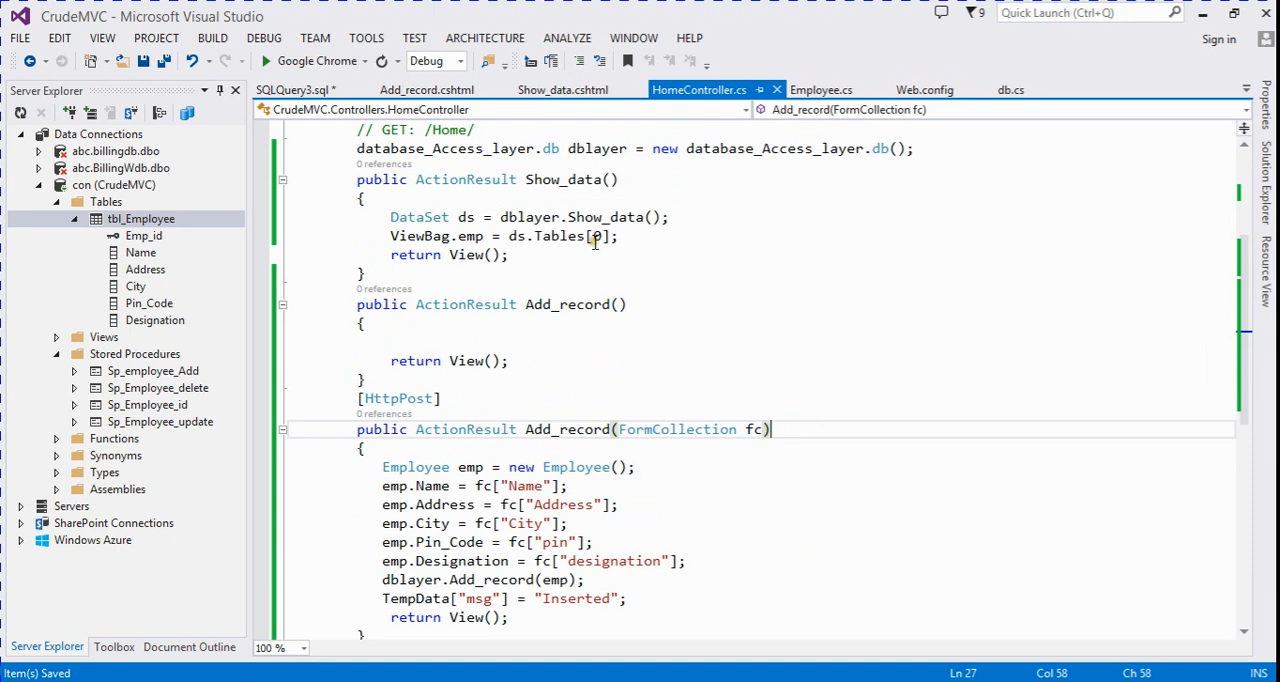 CrudeMVC - Microsoft Visual Studio
9
Quick Launch (Ctrl+Q)
FILE EDIT VIEW PROJECT BUILD DEBUG TEAM TOOLS TEST ARCHITECTURE ANALYZE WINDOW HELP
Sign in
Google Chrome
Debug
Server Explorer
Data Connections
abc.billingdb.dbo
abc.BillingWdb.dbo
con (CrudeMVC)
Tables
tbl_Employee
Emp_id
Name
Address
City
Pin_Code
Designation
Views
Stored Procedures
Sp_employee_Add
Sp_Employee_delete
Sp_Employee_id
Sp_Employee_update
Functions
Synonyms
Types
Assemblies
Servers
SharePoint Connections
Windows Azure
Server Explorer Toolbox Document Outline
SQLQuery3.sql * Add_record.cshtml Show_data.cshtml HomeController.cs Employee.cs Web.config db.cs
CrudeMVC.Controllers.HomeController Add_record(FormCollection fc)
// GET: /Home/
database_Access_layer.db dblayer = new database_Access_layer.db();
0 references
public ActionResult Show_data()
{
DataSet ds = dblayer.Show_data();
ViewBag.emp = ds.Tables[0];
return View();
}
0 references
public ActionResult Add_record()
{
return View();
}
[HttpPost]
0 references
public ActionResult Add_record(FormCollection fc)
{
Employee emp = new Employee();
emp.Name = fc["Name"];
emp.Address = fc["Address"];
emp.City = fc["City"];
emp.Pin_Code = fc["pin"];
emp.Designation = fc["designation"];
dblayer.Add_record(emp);
TempData["msg"] = "Inserted";
return View();
}
100 %
Properties
Solution Explorer
Resource View
Item(s) Saved
Ln 27 Col 58 Ch 58 INS